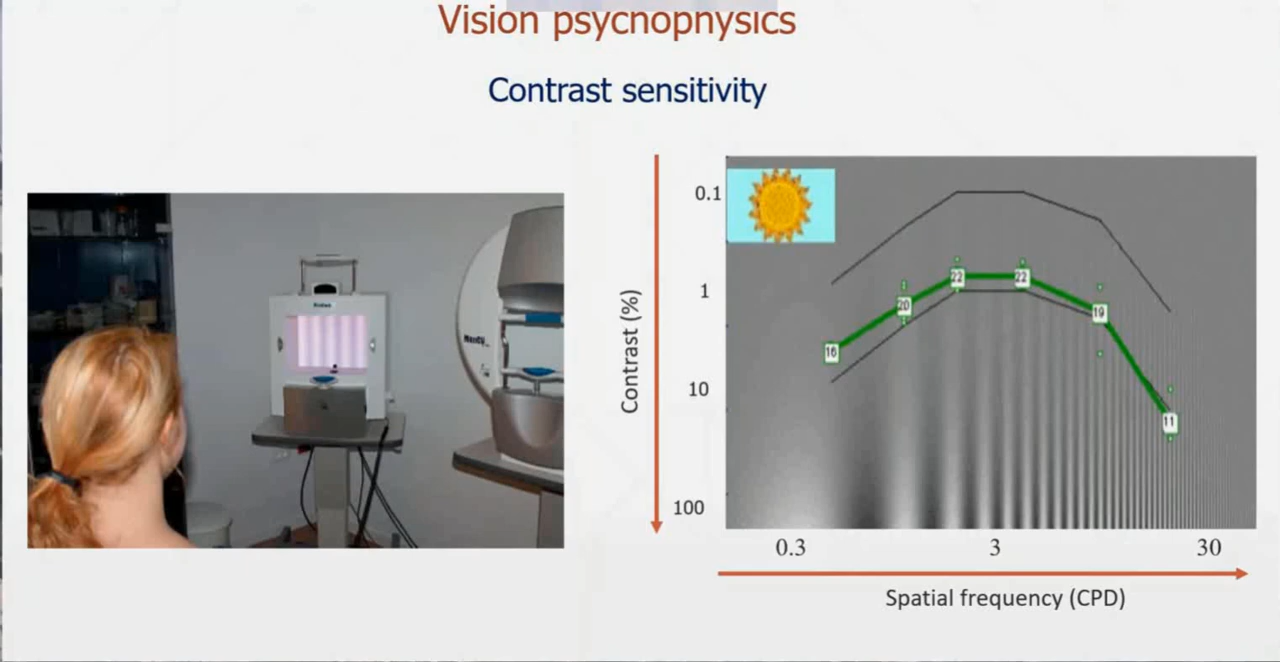 Vision psychophysics
Contrast sensitivity
Contrast (%)
0.1
1
10
100
16
20
22
22
19
11
0.3 3 30
Spatial frequency (CPD)